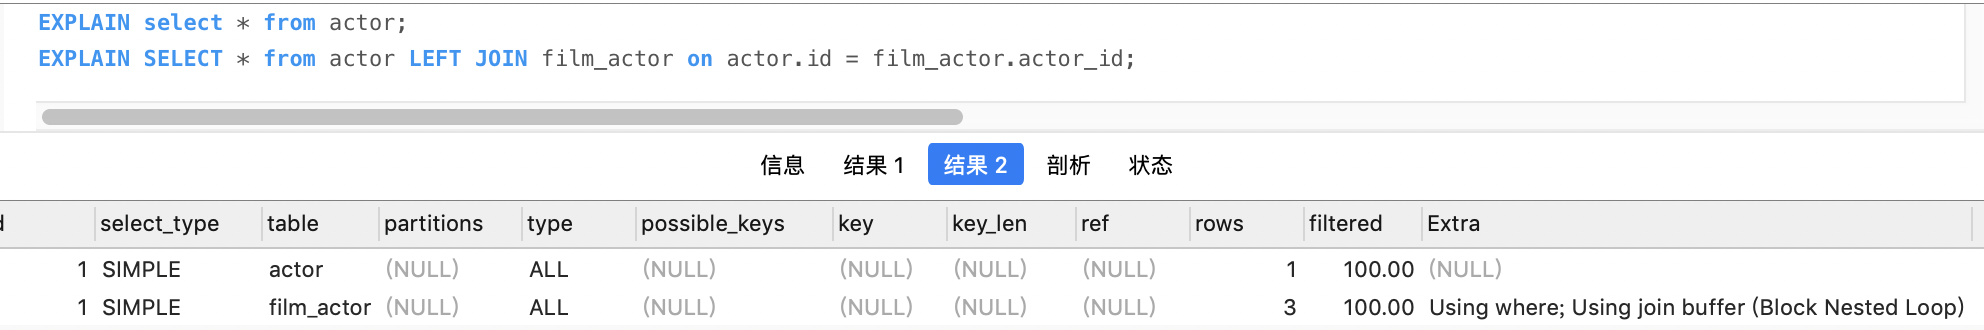 EXPLAIN select * from actor;
EXPLAIN SELECT * from actor LEFT JOIN film_actor on actor.id = film_actor.actor_id;
信息 结果 1 结果 2 剖析 状态
d select_type table partitions type possible_keys key key_len ref rows filtered Extra
1 SIMPLE actor (NULL) ALL (NULL) (NULL) (NULL) (NULL) 1 100.00 (NULL)
1 SIMPLE film_actor (NULL) ALL (NULL) (NULL) (NULL) (NULL) 3 100.00 Using where; Using join buffer (Block Nested Loop)